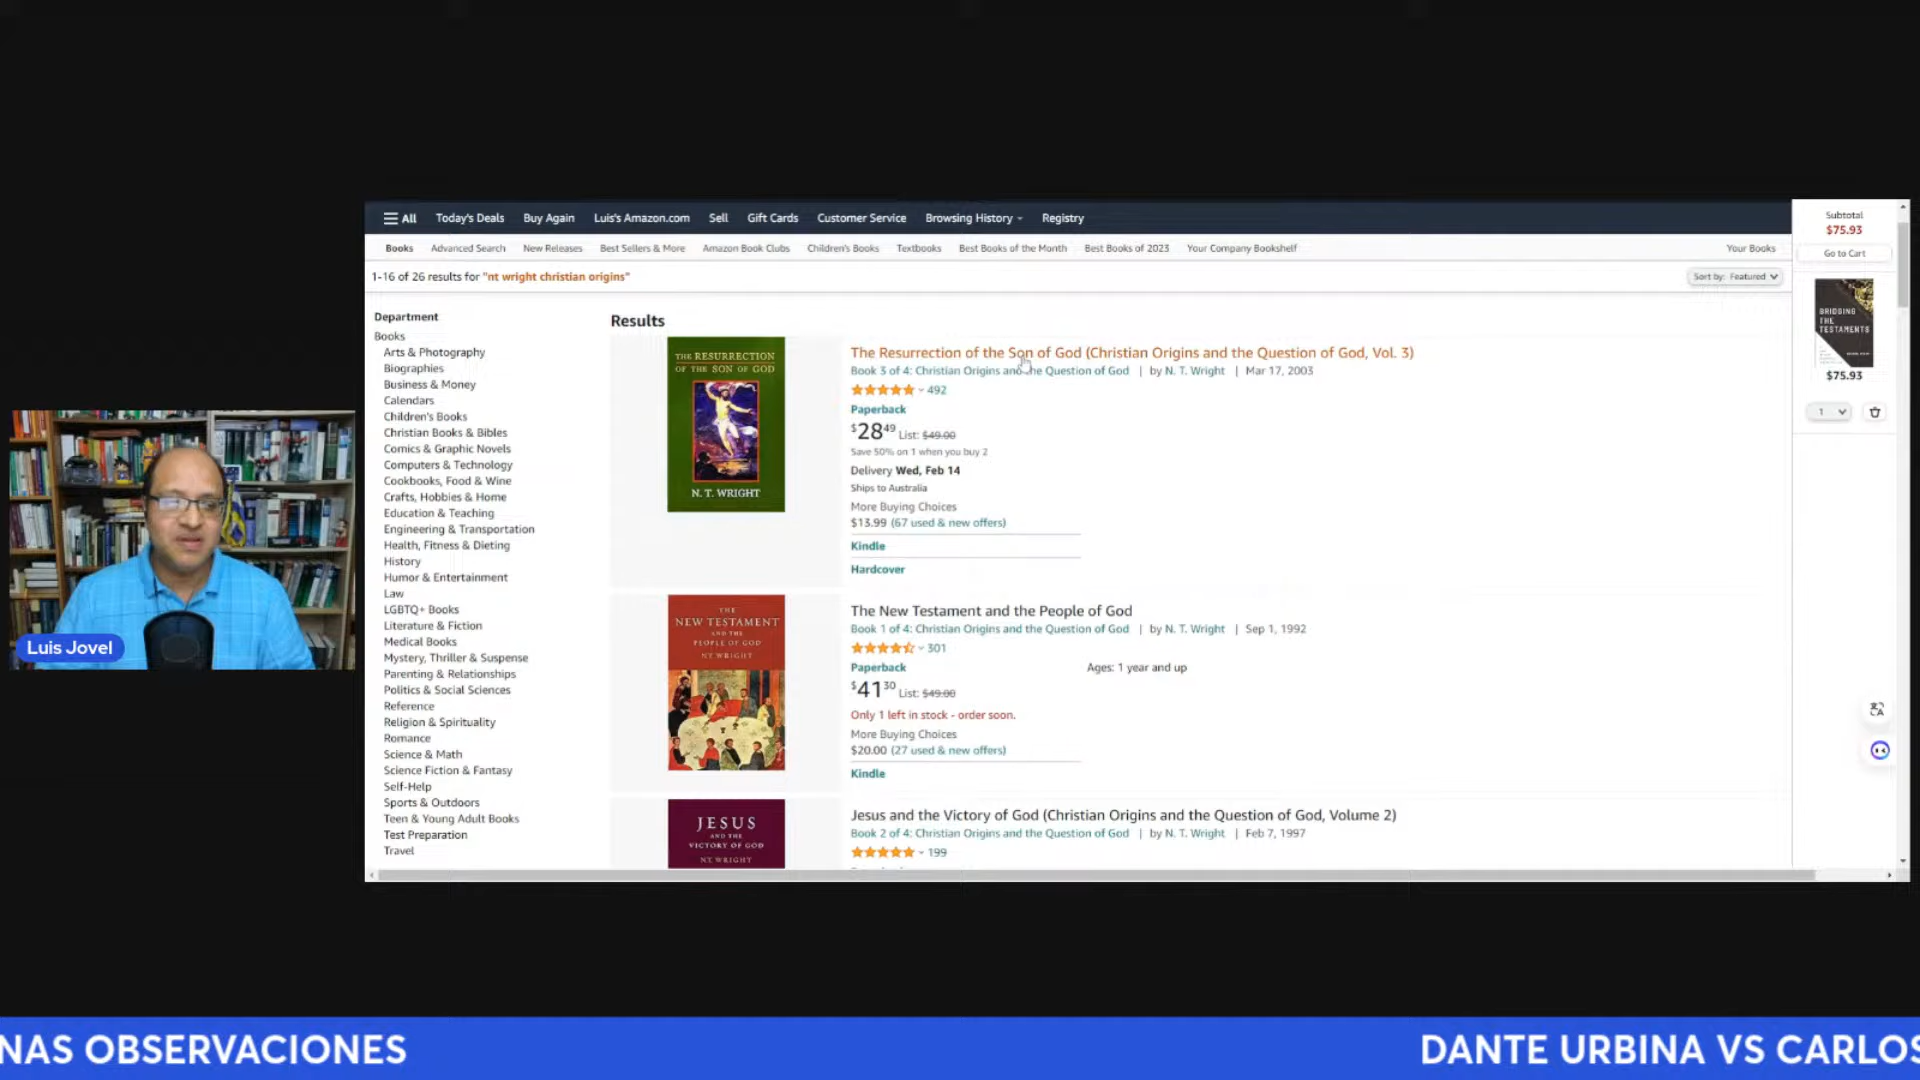 All Today's Deals Buy Again Luis's Amazon.com Sell Gift Cards Customer Service Browsing History Registry
Books Advanced Search New Releases Best Sellers & More Amazon Book Clubs Children's Books Textbooks Best Books of the Month Best Books of 2023 Your Company Bookshelf Your Books
1-16 of 26 results for "nt wright christian origins"
Sort by: Featured
Subtotal
$75.93
Go to Cart
BRIDGING
THE
TESTAMENTS
$75.93
1
Department
Books
Arts & Photography
Biographies
Business & Money
Calendars
Children's Books
Christian Books & Bibles
Comics & Graphic Novels
Computers & Technology
Cookbooks, Food & Wine
Crafts, Hobbies & Home
Education & Teaching
Engineering & Transportation
Health, Fitness & Dieting
History
Humor & Entertainment
Law
LGBTQ+ Books
Literature & Fiction
Medical Books
Mystery, Thriller & Suspense
Parenting & Relationships
Politics & Social Sciences
Reference
Religion & Spirituality
Romance
Science & Math
Science Fiction & Fantasy
Self-Help
Sports & Outdoors
Teen & Young Adult Books
Test Preparation
Travel
Results
THE RESURRECTION
OF THE SON OF GOD
N. T. WRIGHT
The Resurrection of the Son of God (Christian Origins and the Question of God, Vol. 3)
Book 3 of 4: Christian Origins and the Question of God | by N. T. Wright | Mar 17, 2003
492
Paperback
$28.49 List: $49.00
Save 50% on 1 when you buy 2
Delivery Wed, Feb 14
Ships to Australia
More Buying Choices
$13.99 (67 used & new offers)
Kindle
Hardcover
THE
NEW TESTAMENT
AND THE
PEOPLE OF GOD
NT WRIGHT
The New Testament and the People of God
Book 1 of 4: Christian Origins and the Question of God | by N. T. Wright | Sep 1, 1992
301
Paperback
Ages: 1 year and up
$41.30 List: $49.00
Only 1 left in stock - order soon.
More Buying Choices
$20.00 (27 used & new offers)
Kindle
JESUS
AND THE
VICTORY OF GOD
NT WRIGHT
Jesus and the Victory of God (Christian Origins and the Question of God, Volume 2)
Book 2 of 4: Christian Origins and the Question of God | by N. T. Wright | Feb 7, 1997
199
Luis Jovel
NAS OBSERVACIONES
DANTE URBINA VS CARLOS